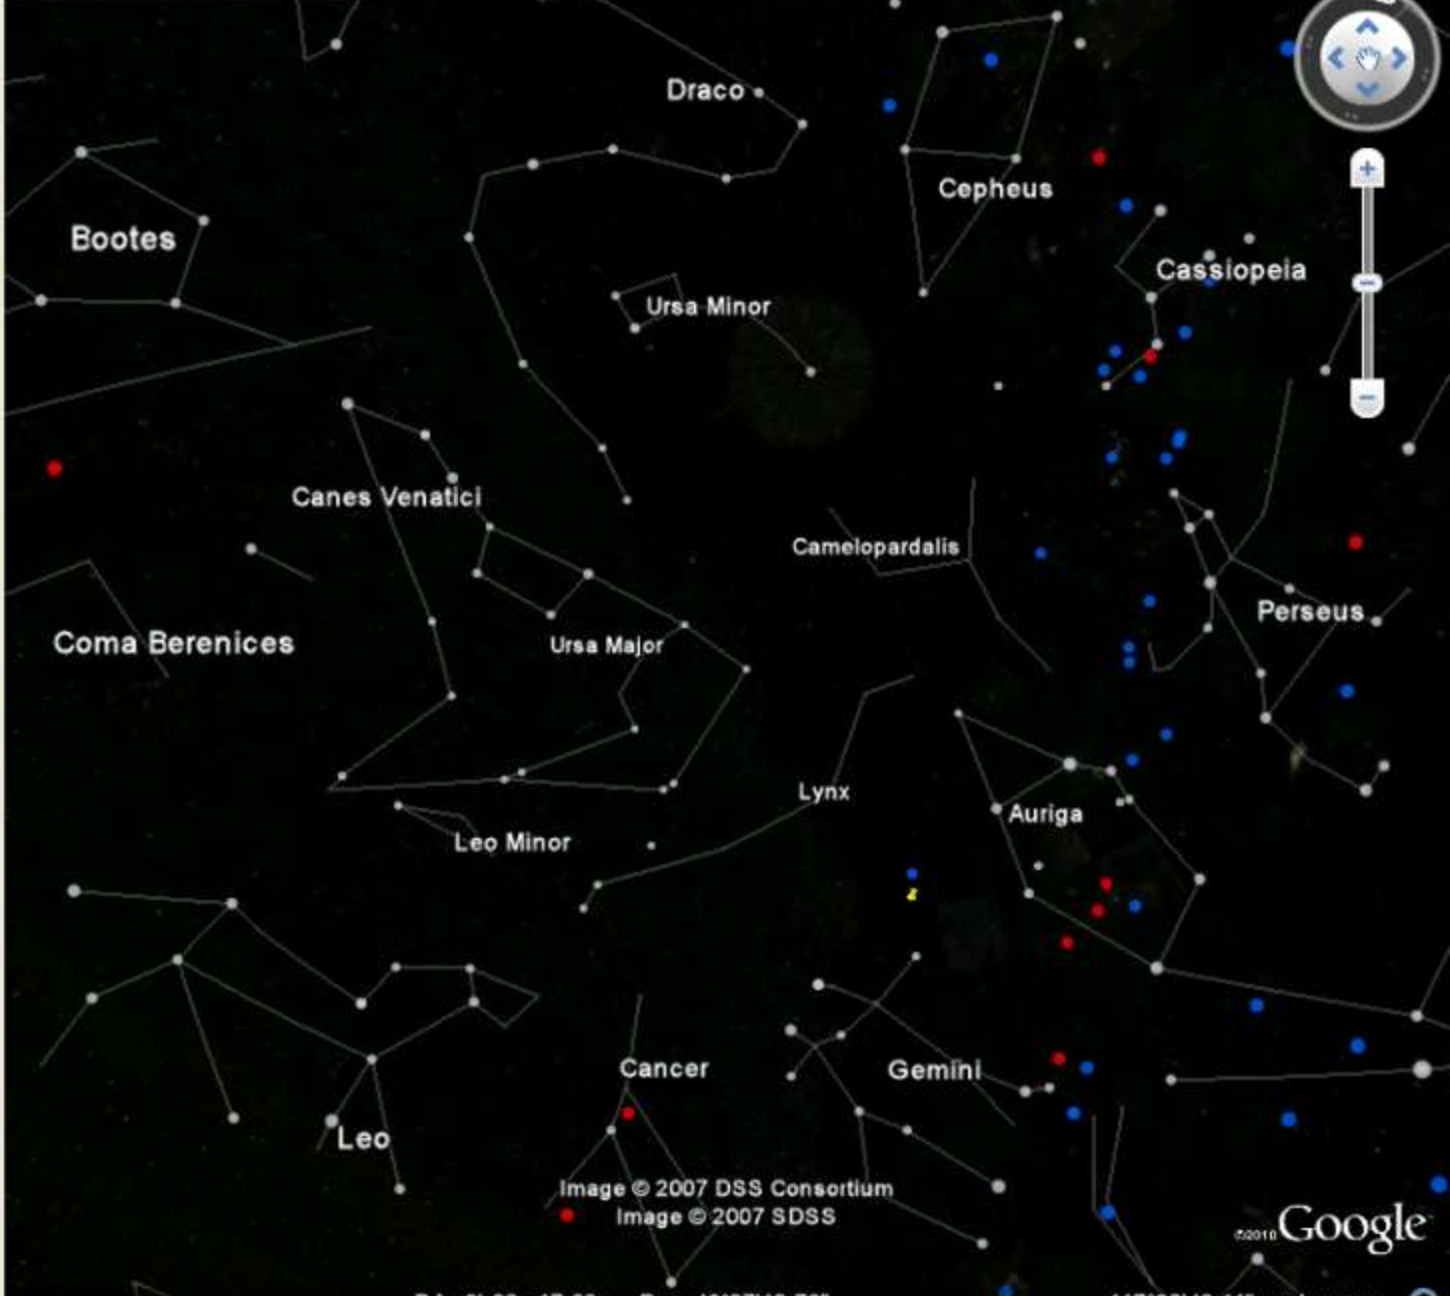 Draco
Cepheus
Bootes
Cassiopeia
Ursa Minor
Canes Venatici
Camelopardalis
Perseus
Coma Berenices
Ursa Major
Lynx
Auriga
Leo Minor
Cancer
Gemini
Leo
Image © 2007 DSS Consortium
Image © 2007 SDSS
©2010 Google